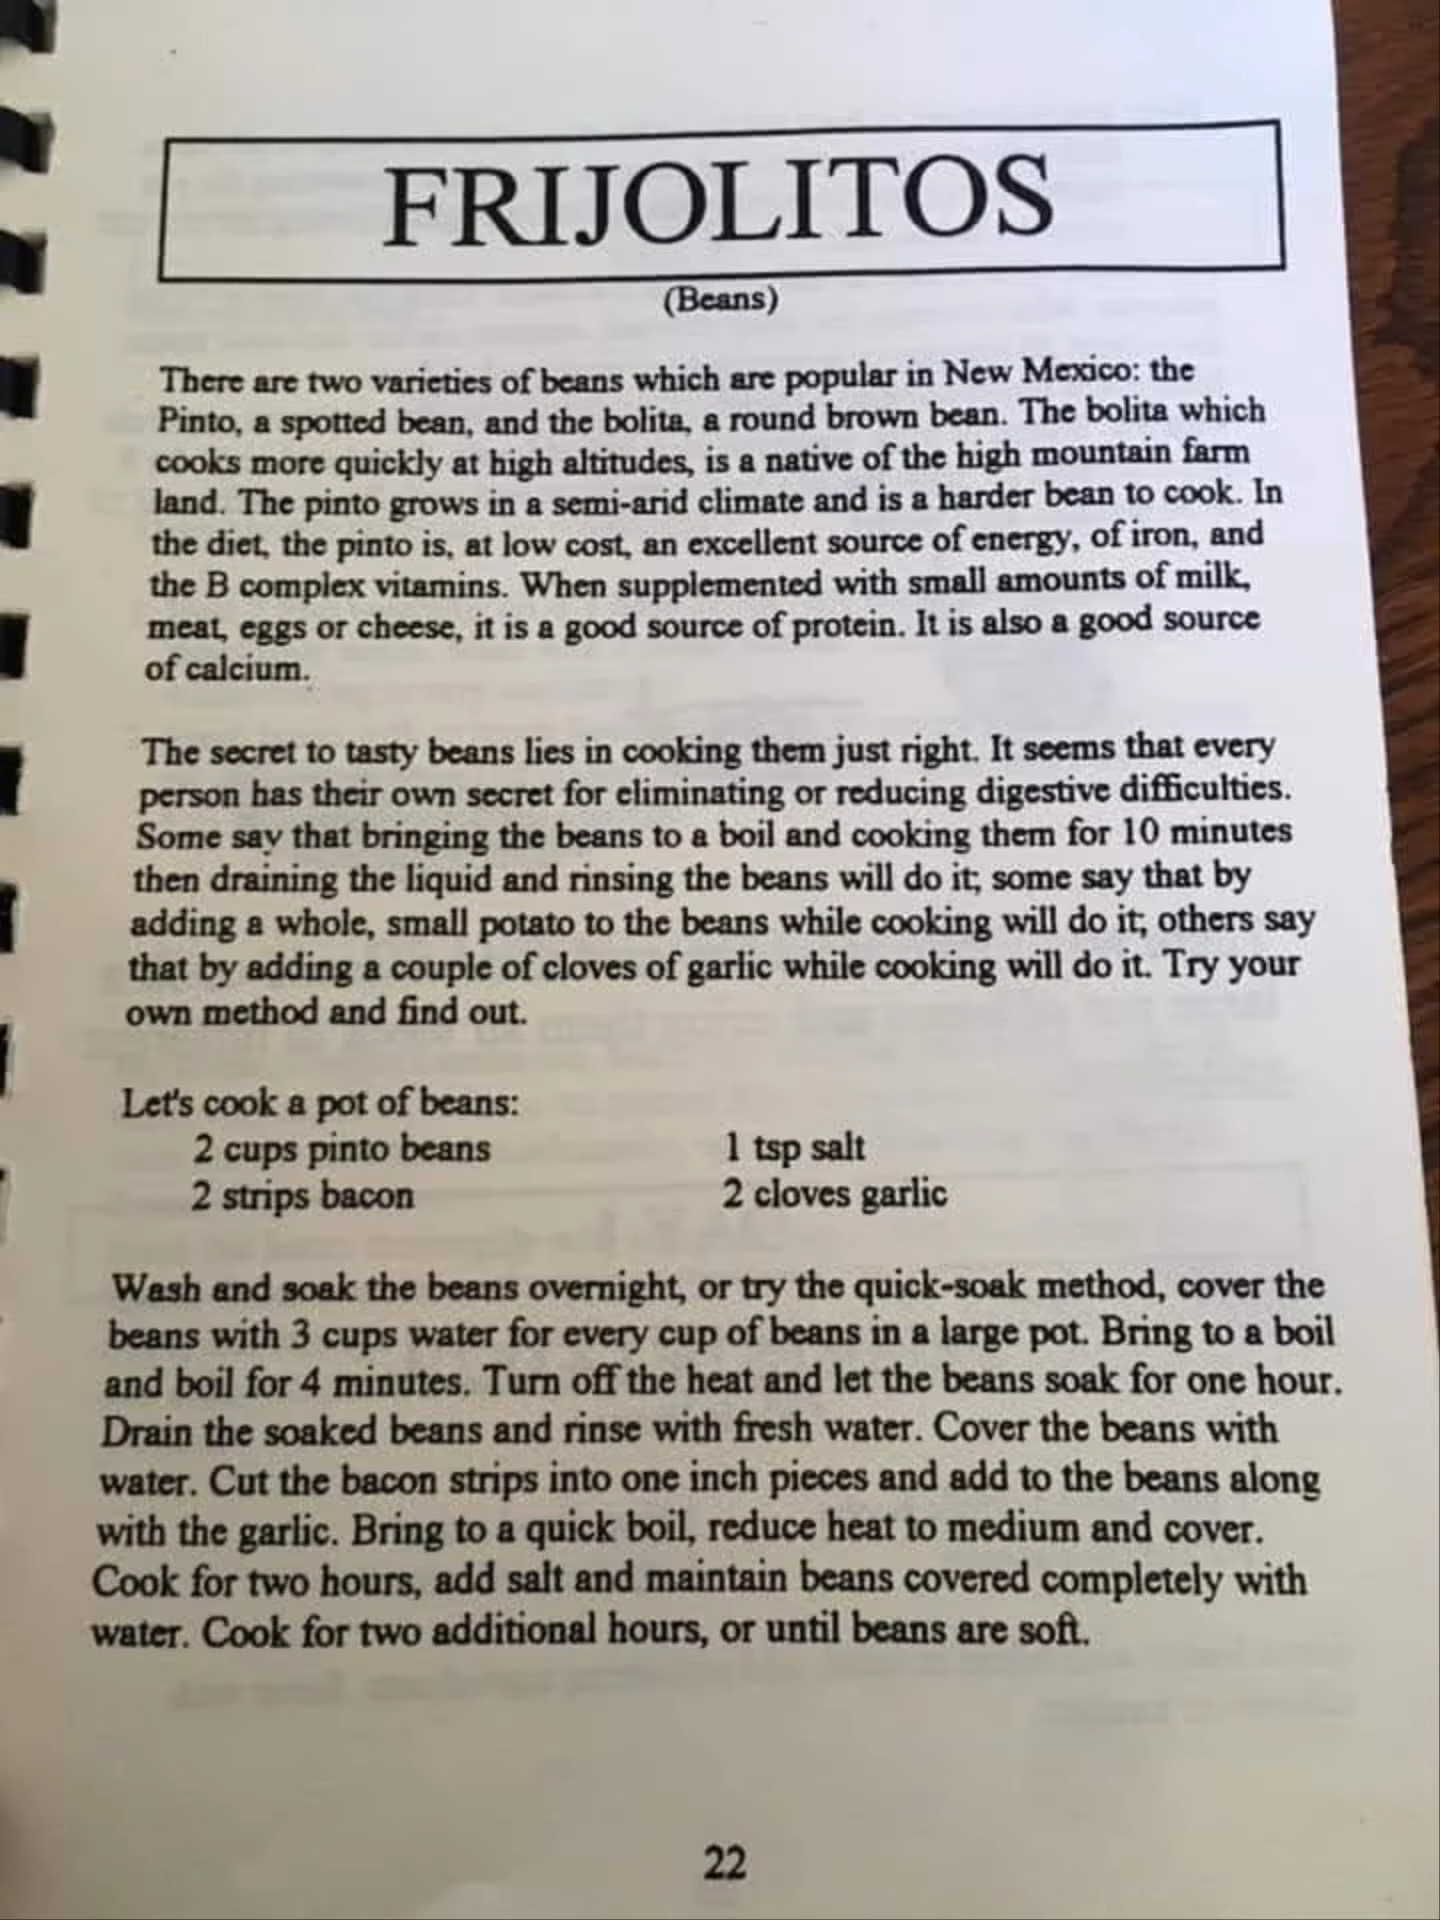 FRIJOLITOS
(Beans)
There are two varieties of beans which are popular in New Mexico: the
Pinto, a spotted bean, and the bolita, a round brown bean. The bolita which
cooks more quickly at high altitudes, is a native of the high mountain farm
land. The pinto grows in a semi-arid climate and is a harder bean to cook. In
the diet, the pinto is, at low cost, an excellent source of energy, of iron, and
the B complex vitamins. When supplemented with small amounts of milk,
meat, eggs or cheese, it is a good source of protein. It is also a good source
of calcium.
The secret to tasty beans lies in cooking them just right. It seems that every
person has their own secret for eliminating or reducing digestive difficulties.
Some say that bringing the beans to a boil and cooking them for 10 minutes
then draining the liquid and rinsing the beans will do it; some say that by
adding a whole, small potato to the beans while cooking will do it; others say
that by adding a couple of cloves of garlic while cooking will do it. Try your
own method and find out.
Let's cook a pot of beans:
2 cups pinto beans 1 tsp salt
2 strips bacon 2 cloves garlic
Wash and soak the beans overnight, or try the quick-soak method, cover the
beans with 3 cups water for every cup of beans in a large pot. Bring to a boil
and boil for 4 minutes. Turn off the heat and let the beans soak for one hour.
Drain the soaked beans and rinse with fresh water. Cover the beans with
water. Cut the bacon strips into one inch pieces and add to the beans along
with the garlic. Bring to a quick boil, reduce heat to medium and cover.
Cook for two hours, add salt and maintain beans covered completely with
water. Cook for two additional hours, or until beans are soft.
22